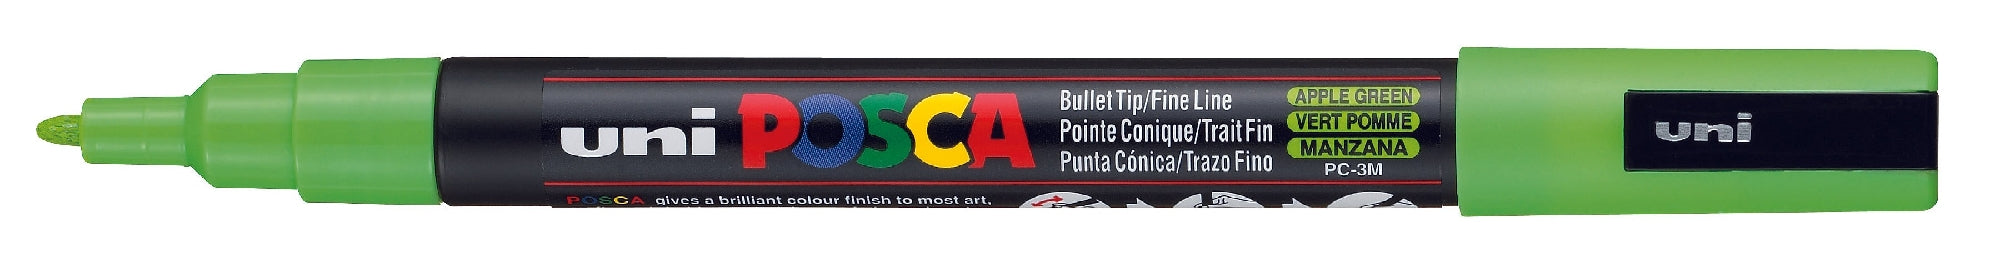 uni POSCA
Bullet Tip/Fine Line
Pointe Conique/Trait Fin
Punta Cónica/Trazo Fino
APPLE GREEN
VERT POMME
MANZANA
PC-3M
POSCA gives a brilliant colour finish to most art,
uni